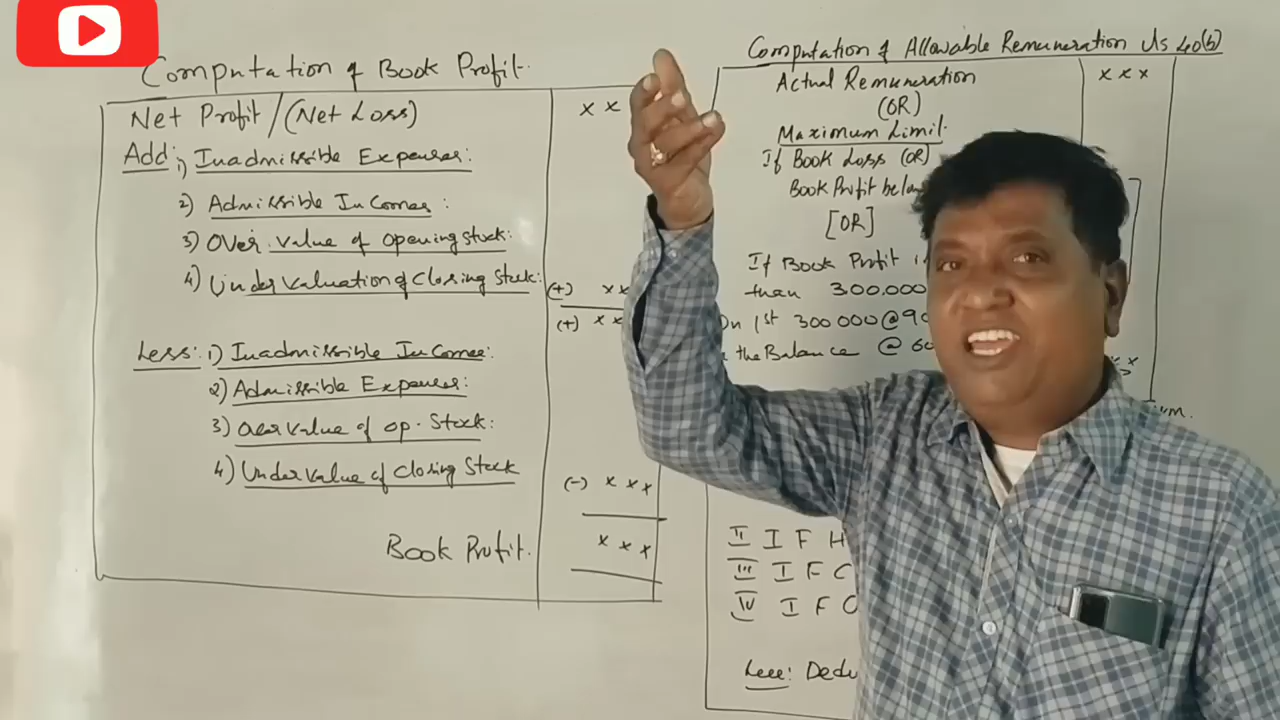 Computation of Book Profit.
Net Profit/(Net Loss)
x x
Add: 1) Inadmissible Expenses:
2) Admissible Incomes:
3) Over value of opening stock:
4) Under valuation of Closing Stock:
(+) x x
(+) x x
Less: 1) Inadmissible Incomes:
2) Admissible Expenses:
3) Over value of op. Stock:
4) Under value of closing Stock
(-) x x x
Book Profit.
x x x
Computation of Allowable Remuneration U/s 40(b)
Actual Remuneration
x x x
(OR)
Maximum Limit.
If Book Loss (OR)
Book Profit
[OR]
If Book Profit
than 300,000
On 1st 300 000 @ 90
the Balance @ 60
II I F H
III I F C
IV I F O
Less: